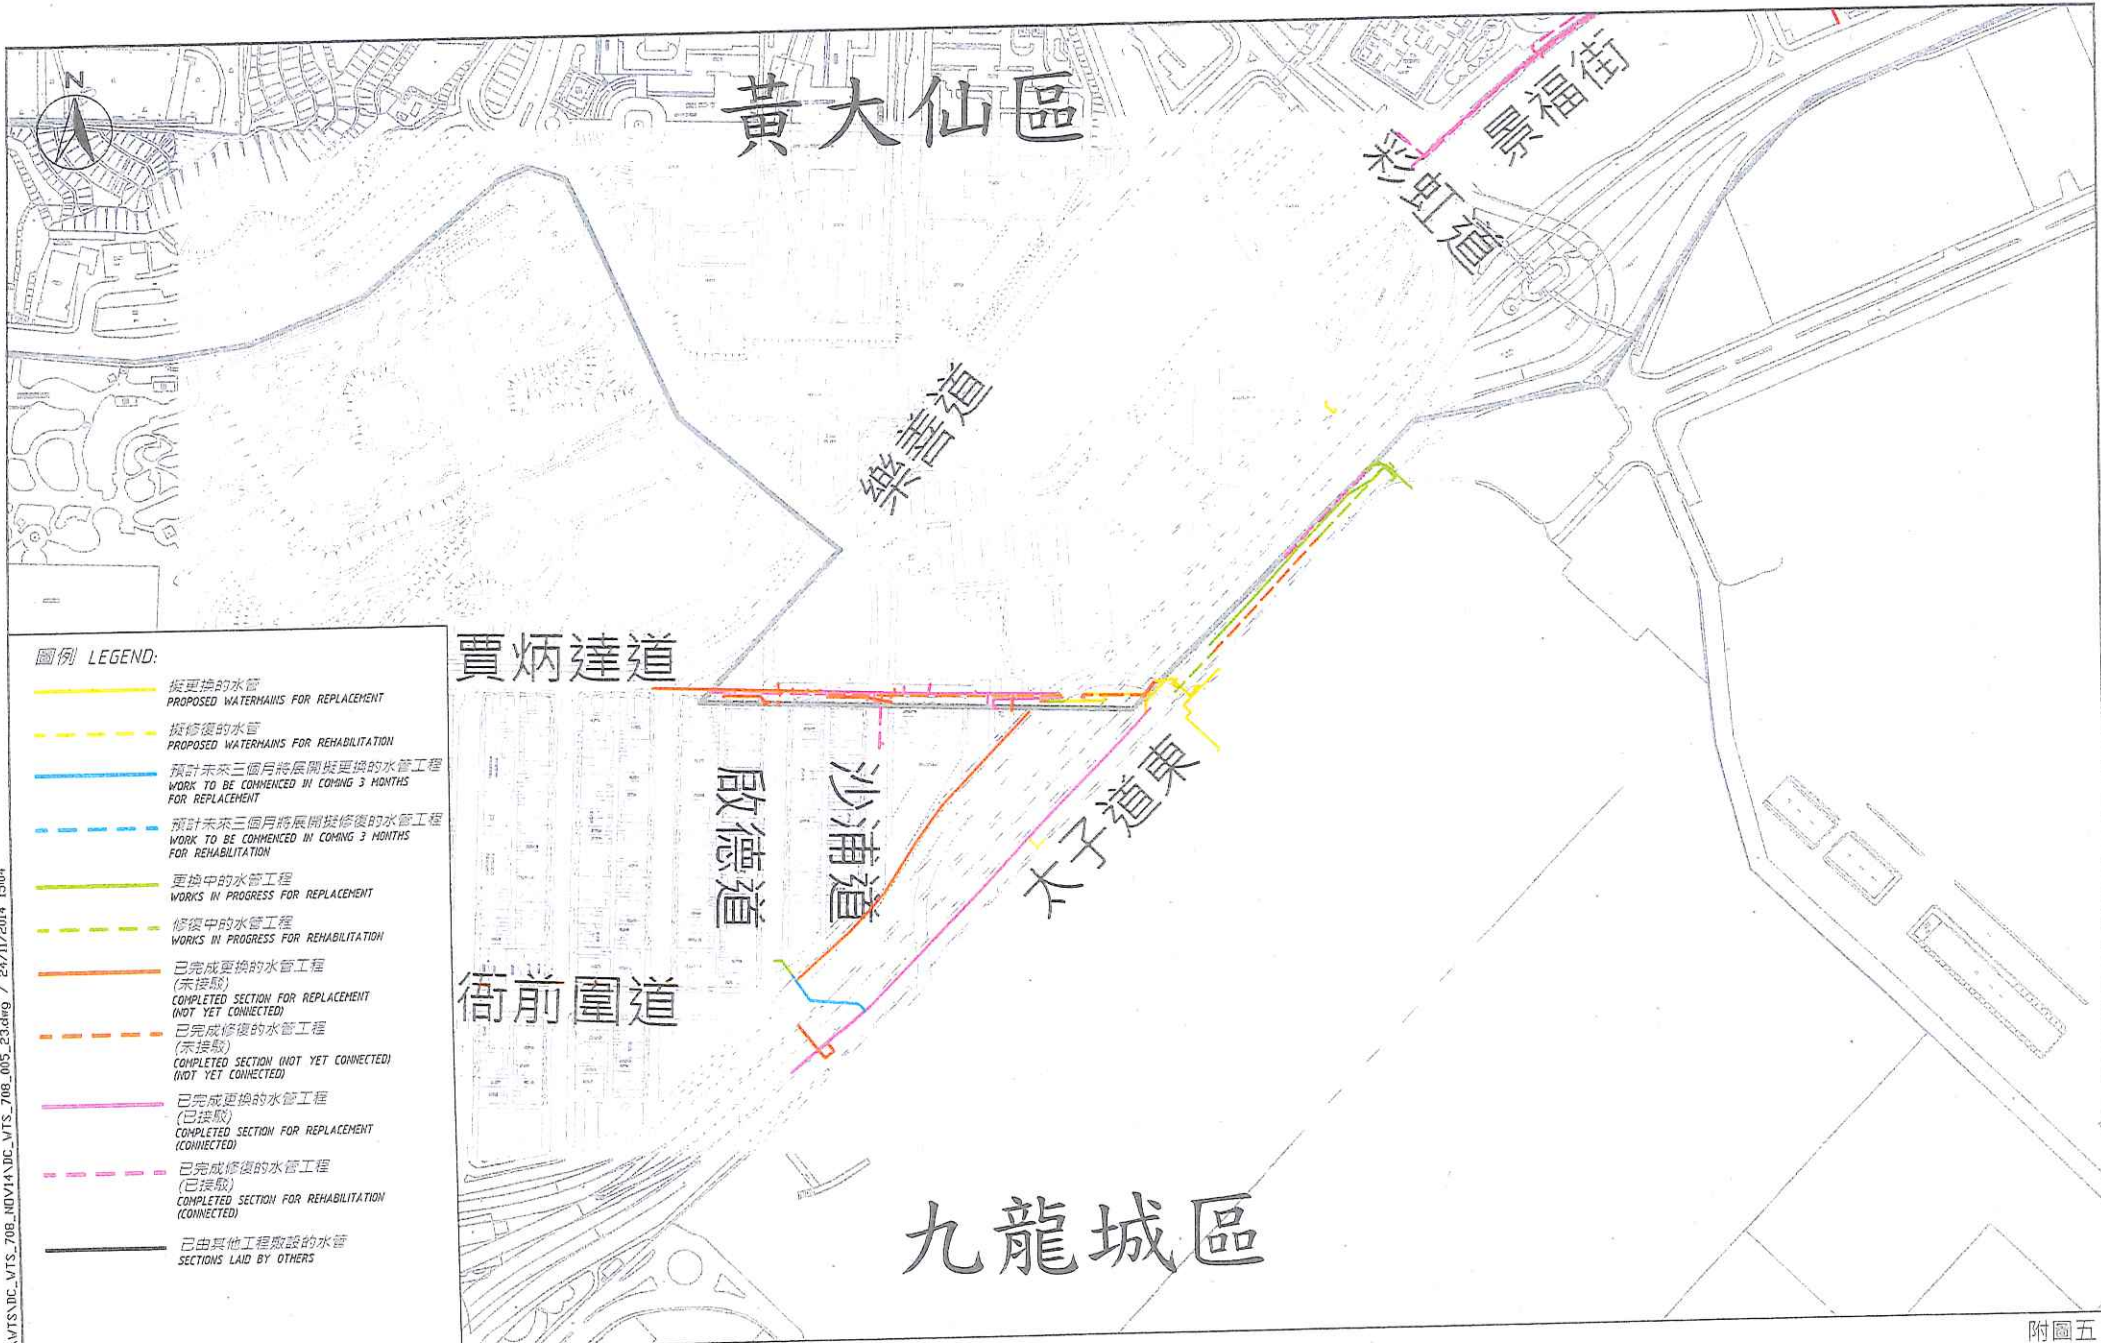 N
黃大仙區
景福街
彩虹道
樂善道
賈炳達道
啟德道
沙浦道
太子道東
衙前圍道
九龍城區
圖例 LEGEND:
擬更換的水管
PROPOSED WATERMAINS FOR REPLACEMENT
擬修復的水管
PROPOSED WATERMAINS FOR REHABILITATION
預計未來三個月將展開擬更換的水管工程
WORK TO BE COMMENCED IN COMING 3 MONTHS
FOR REPLACEMENT
預計未來三個月將展開擬修復的水管工程
WORK TO BE COMMENCED IN COMING 3 MONTHS
FOR REHABILITATION
更換中的水管工程
WORKS IN PROGRESS FOR REPLACEMENT
修復中的水管工程
WORKS IN PROGRESS FOR REHABILITATION
已完成更換的水管工程
(未接駁)
COMPLETED SECTION FOR REPLACEMENT
(NOT YET CONNECTED)
已完成修復的水管工程
(未接駁)
COMPLETED SECTION (NOT YET CONNECTED)
(NOT YET CONNECTED)
已完成更換的水管工程
(已接駁)
COMPLETED SECTION FOR REPLACEMENT
(CONNECTED)
已完成修復的水管工程
(已接駁)
COMPLETED SECTION FOR REHABILITATION
(CONNECTED)
已由其他工程敷設的水管
SECTIONS LAID BY OTHERS
\WTS\DC_WTS_708_NOV14\DC_WTS_708_005_23.dwg / 24/11/2014 15:04
附圖五